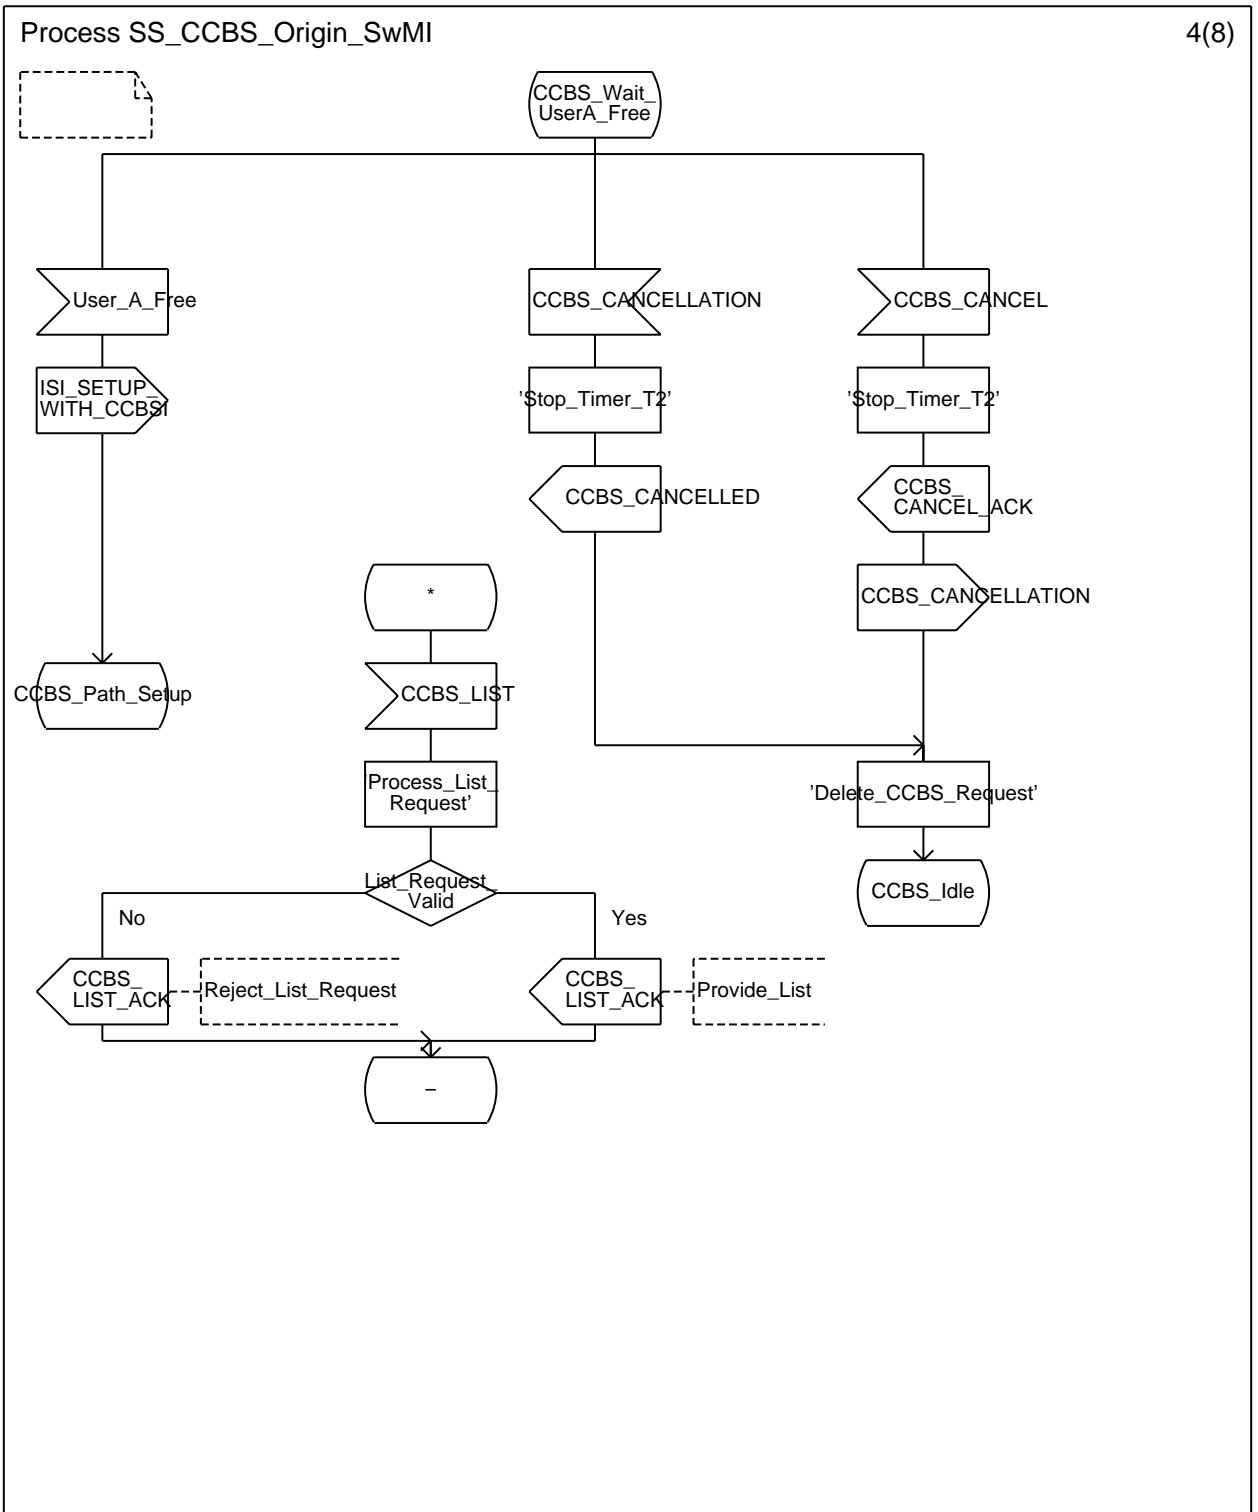 Process SS_CCBS_Origin_SwMI
4(8)
CCBS_Wait_
UserA_Free
User_A_Free
CCBS_CANCELLATION
CCBS_CANCEL
ISI_SETUP_
WITH_CCBSI
'Stop_Timer_T2'
'Stop_Timer_T2'
CCBS_CANCELLED
CCBS_
CANCEL_ACK
*
CCBS_CANCELLATION
CCBS_Path_Setup
CCBS_LIST
'Process_List_
Request'
'Delete_CCBS_Request'
List_Request_
Valid
CCBS_Idle
No
Yes
CCBS_
LIST_ACK
Reject_List_Request
CCBS_
LIST_ACK
Provide_List
–